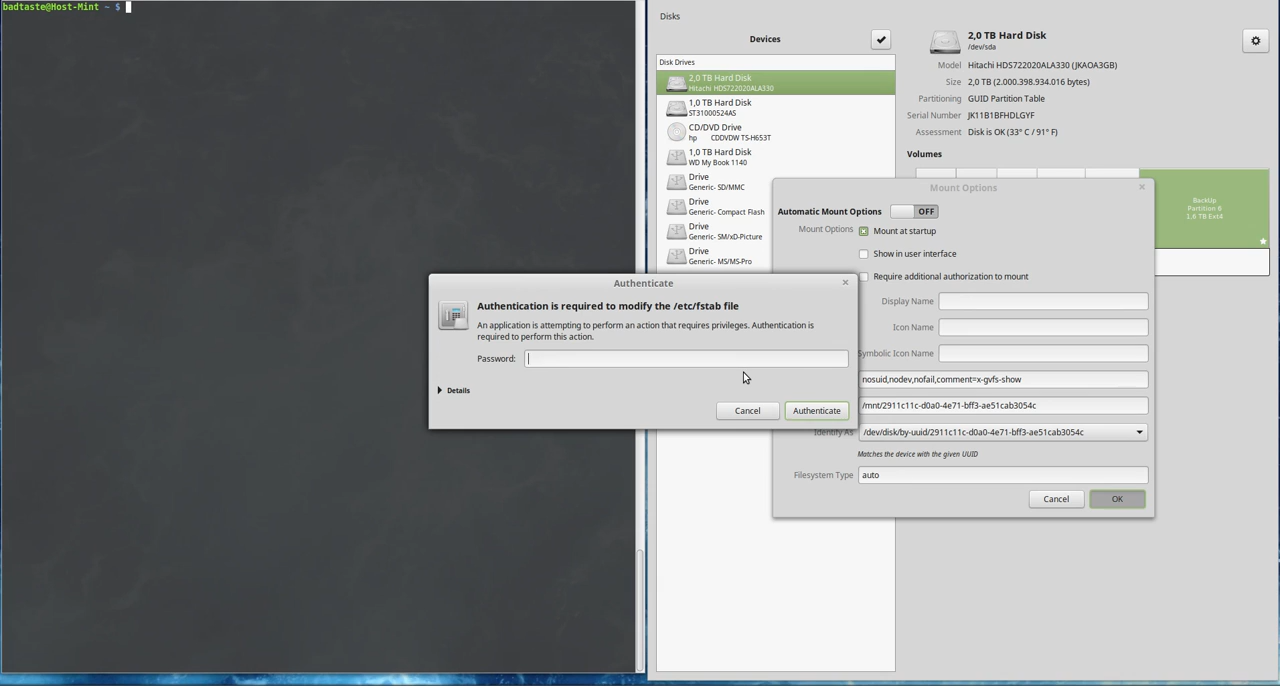 badtaste@Host-Mint ~ $
Disks
Devices
Disk Drives
2,0 TB Hard Disk
Hitachi HDS722020ALA330
1,0 TB Hard Disk
ST31000524AS
CD/DVD Drive
hp CDDVDW TS-H653T
1,0 TB Hard Disk
WD My Book 1140
Drive
Generic- SD/MMC
Drive
Generic- Compact Flash
Drive
Generic- SM/xD-Picture
Drive
Generic- MS/MS-Pro
2,0 TB Hard Disk
/dev/sda
Model Hitachi HDS722020ALA330 (JKAOA3GB)
Size 2,0 TB (2.000.398.934.016 bytes)
Partitioning GUID Partition Table
Serial Number JK11B1BFHDLGYF
Assessment Disk is OK (33° C / 91° F)
Volumes
BackUp
Partition 6
1,6 TB Ext4
Mount Options
Automatic Mount Options OFF
Mount Options Mount at startup
Show in user interface
Require additional authorization to mount
Display Name
Icon Name
Symbolic Icon Name
nosuid,nodev,nofail,comment=x-gvfs-show
/mnt/2911c11c-d0a0-4e71-bff3-ae51cab3054c
Identify As /dev/disk/by-uuid/2911c11c-d0a0-4e71-bff3-ae51cab3054c
Matches the device with the given UUID
Filesystem Type auto
Cancel OK
Authenticate
Authentication is required to modify the /etc/fstab file
An application is attempting to perform an action that requires privileges. Authentication is
required to perform this action.
Password:
Details
Cancel Authenticate